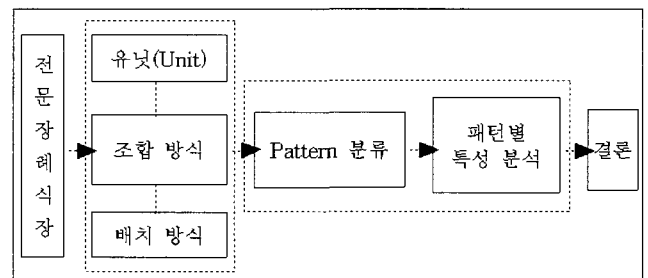 전문장례식장
유닛(Unit)
조합 방식
배치 방식
Pattern 분류
패턴별
특성 분석
결론